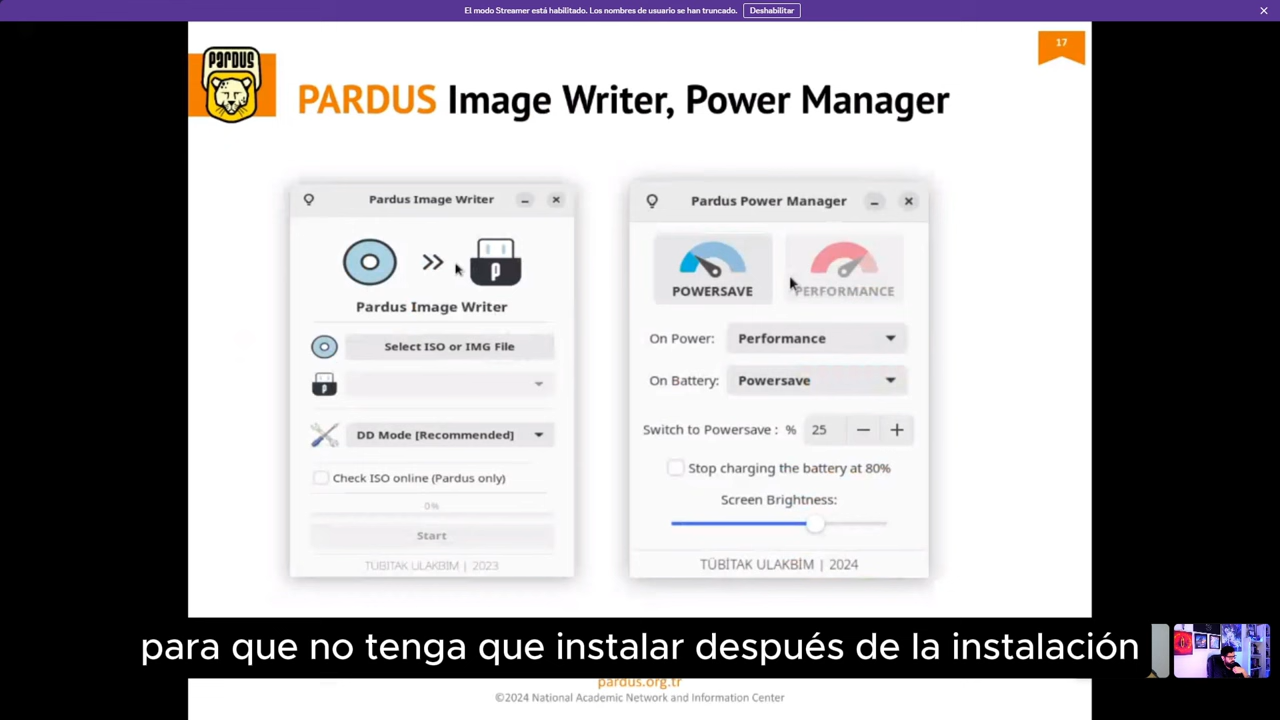 El modo Streamer está habilitado. Los nombres de usuario se han truncado. Deshabilitar
17
PARDUS
PARDUS Image Writer, Power Manager
Pardus Image Writer
p
Pardus Image Writer
Select ISO or IMG File
p
DD Mode [Recommended]
Check ISO online (Pardus only)
0%
Start
TÜBİTAK ULAKBİM | 2023
Pardus Power Manager
POWERSAVE PERFORMANCE
On Power: Performance
On Battery: Powersave
Switch to Powersave : % 25 − +
Stop charging the battery at 80%
Screen Brightness:
TÜBİTAK ULAKBİM | 2024
para que no tenga que instalar después de la instalación
pardus.org.tr
©2024 National Academic Network and Information Center